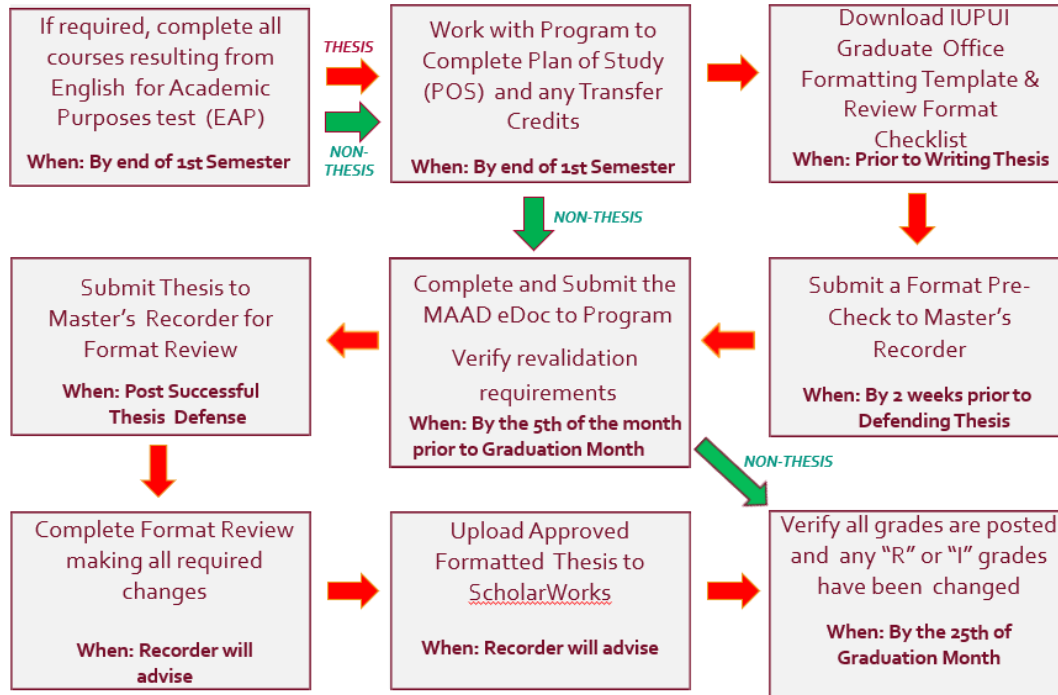 If required, complete all
courses resulting from
English for Academic
Purposes test (EAP)
When: By end of 1st Semester
THESIS
NON-
THESIS
Work with Program to
Complete Plan of Study
(POS) and any Transfer
Credits
When: By end of 1st Semester
Download IUPUI
Graduate Office
Formatting Template &
Review Format
Checklist
When: Prior to Writing Thesis
NON-THESIS
Submit Thesis to
Master's Recorder for
Format Review
When: Post Successful
Thesis Defense
Complete and Submit the
MAAD eDoc to Program
Verify revalidation
requirements
When: By the 5th of the month
prior to Graduation Month
Submit a Format Pre-
Check to Master's
Recorder
When: By 2 weeks prior to
Defending Thesis
NON-THESIS
Complete Format Review
making all required
changes
When: Recorder will
advise
Upload Approved
Formatted Thesis to
ScholarWorks
When: Recorder will advise
Verify all grades are posted
and any “R” or “I” grades
have been changed
When: By the 25th of
Graduation Month